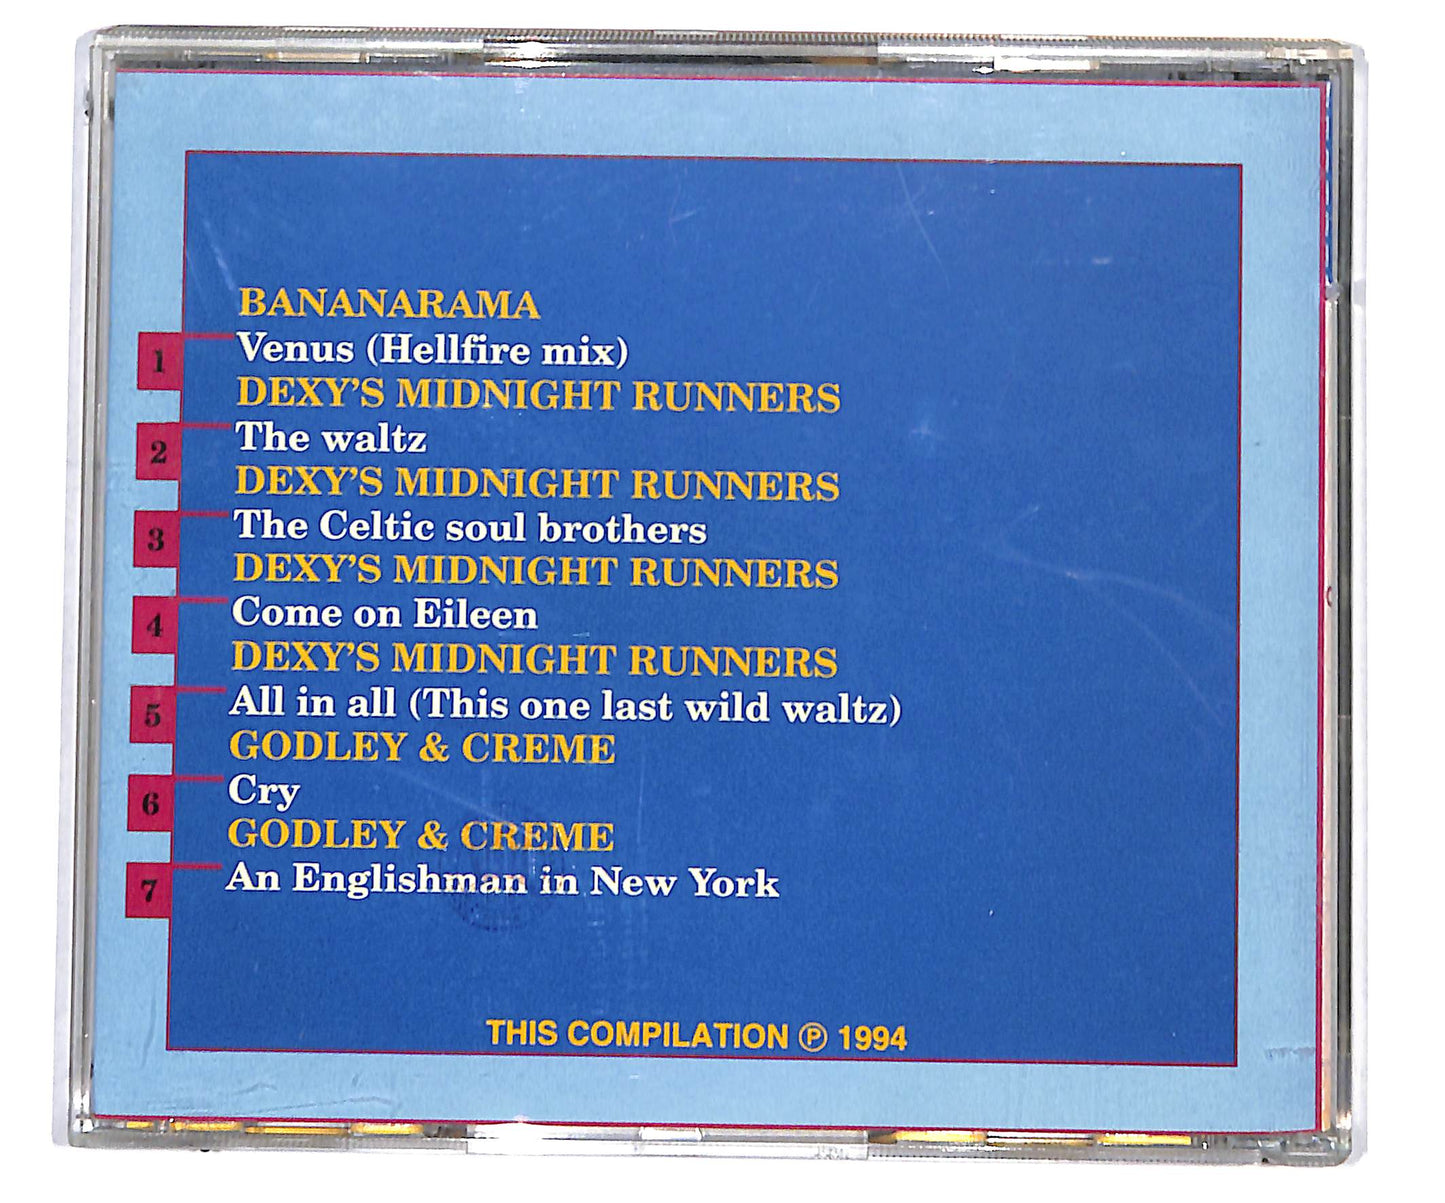 BANANARAMA
1 Venus (Hellfire mix)
DEXY'S MIDNIGHT RUNNERS
2 The waltz
DEXY'S MIDNIGHT RUNNERS
3 The Celtic soul brothers
DEXY'S MIDNIGHT RUNNERS
4 Come on Eileen
DEXY'S MIDNIGHT RUNNERS
5 All in all (This one last wild waltz)
GODLEY & CREME
6 Cry
GODLEY & CREME
7 An Englishman in New York
THIS COMPILATION ℗ 1994